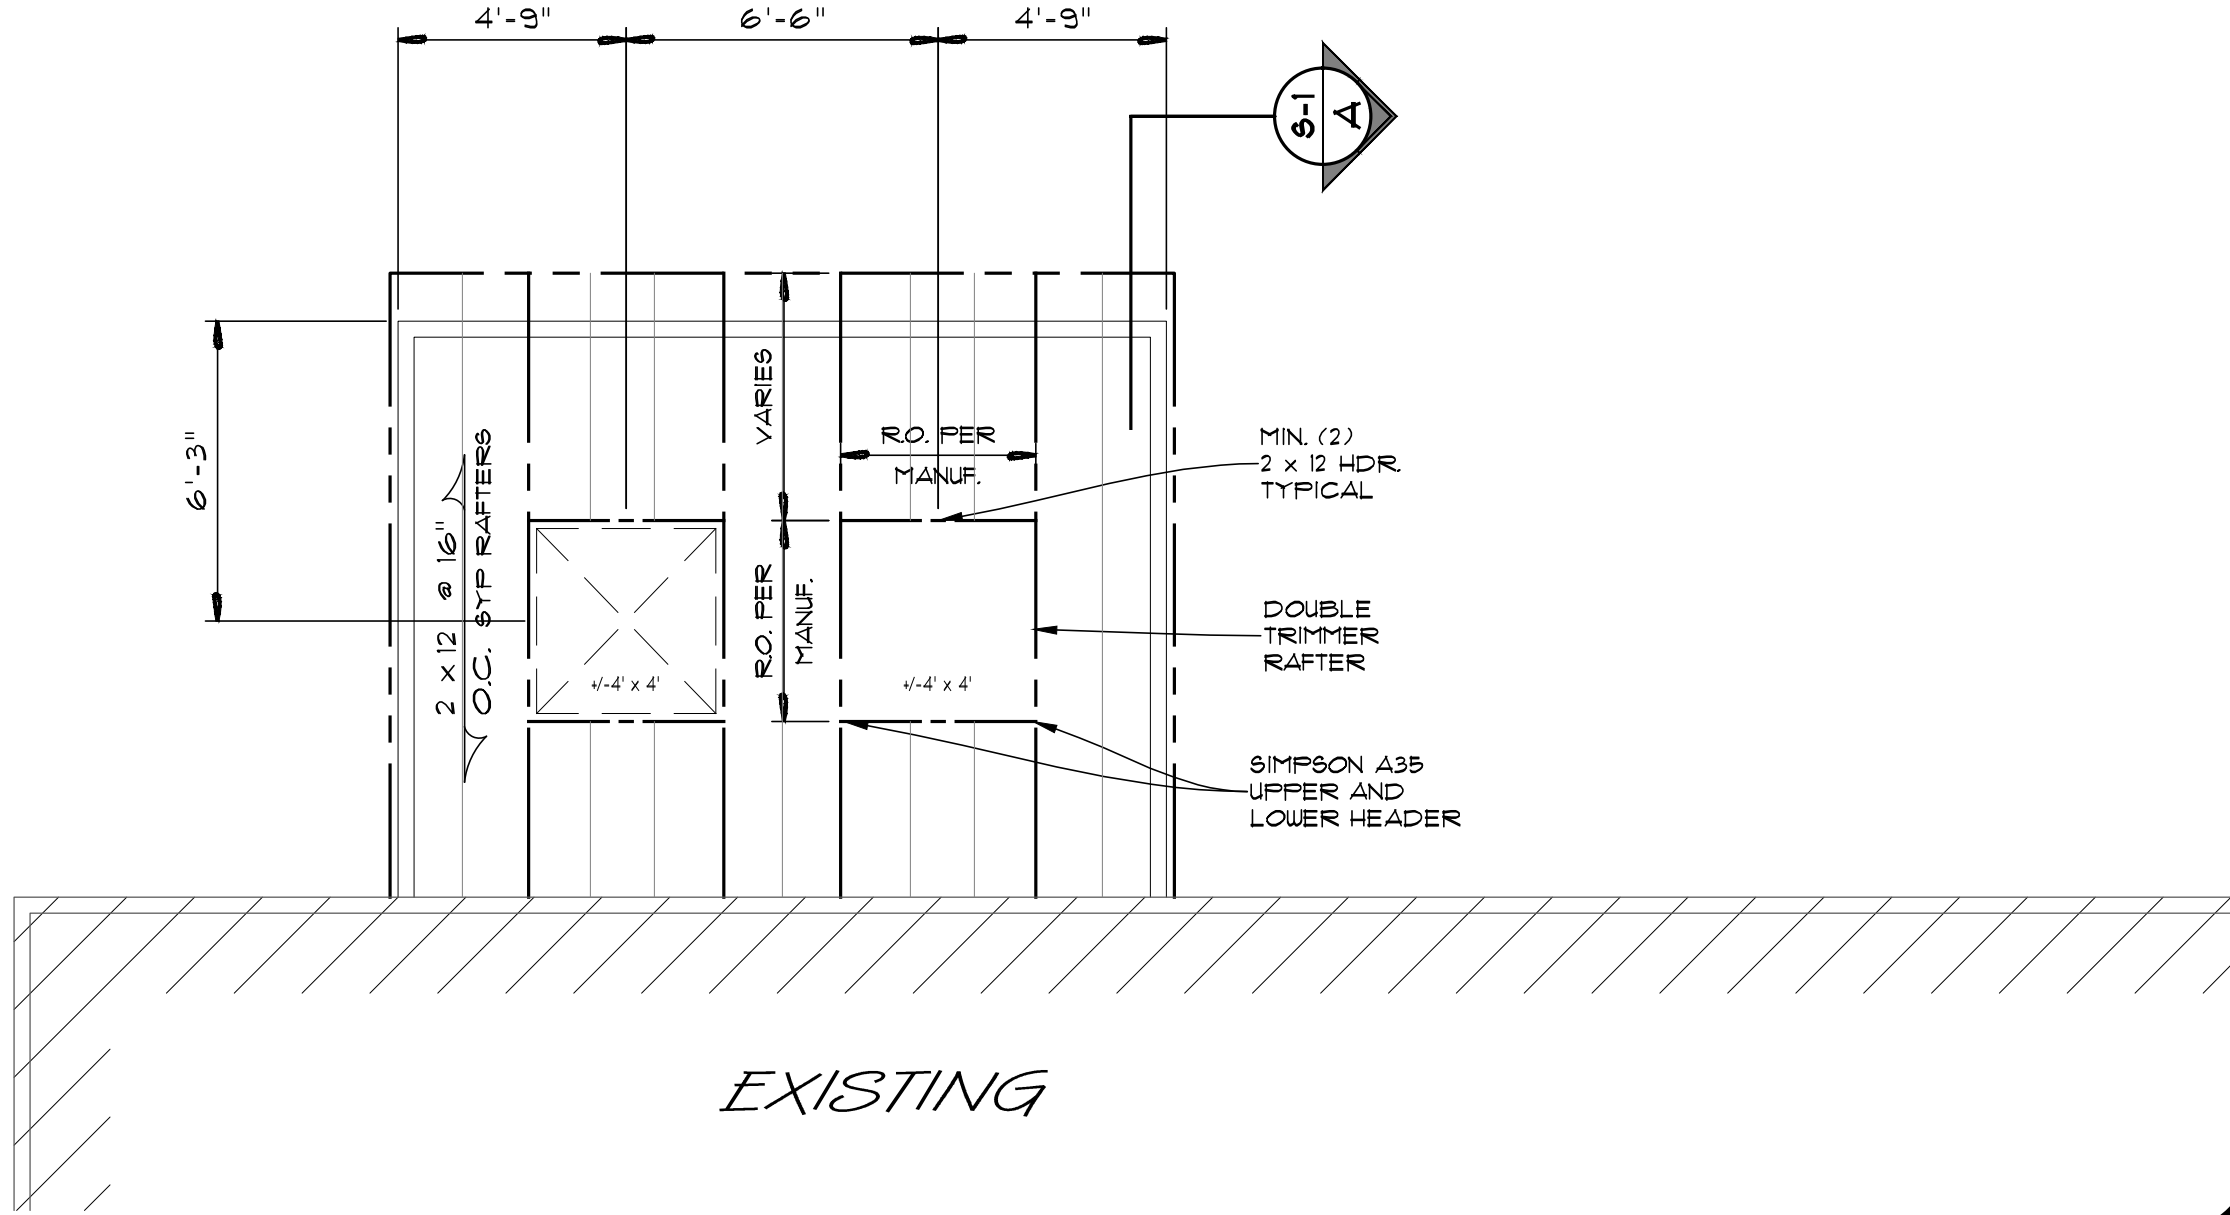 4'-9"
6'-6"
4'-9"
S-1
A
6'-3"
VARIES
R.O. PER
MANUF.
MIN. (2)
2 x 12 HDR.
TYPICAL
2 x 12 @ 16"
O.C. SYP RAFTERS
R.O. PER
MANUF.
DOUBLE
TRIMMER
RAFTER
+/-4' x 4'
+/-4' x 4'
SIMPSON A35
UPPER AND
LOWER HEADER
EXISTING